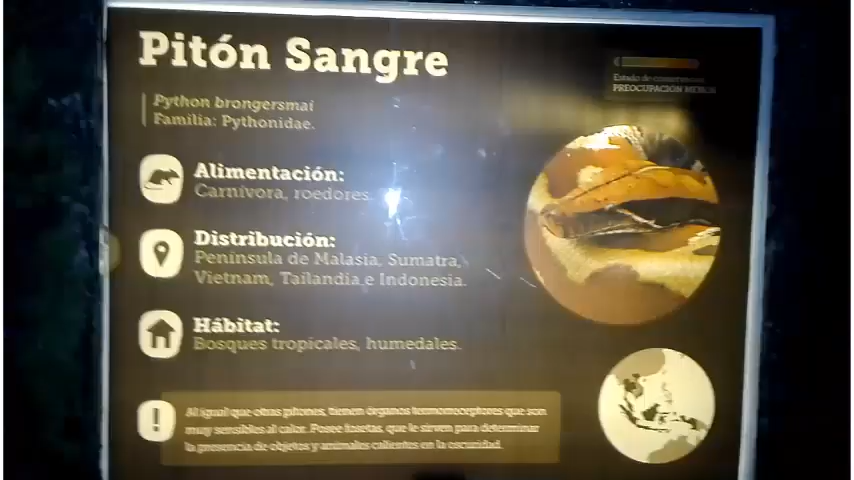 Pitón Sangre
Estado de conservación
PREOCUPACIÓN MENOR
Python brongersmai
Familia: Pythonidae.
Alimentación:
Carnívora, roedores.
Distribución:
Península de Malasia, Sumatra,
Vietnam, Tailandia e Indonesia.
Hábitat:
Bosques tropicales, humedales.
Al igual que otras pitones, tienen órganos termorreceptores que son
muy sensibles al calor. Posee fosetas, que le sirven para determinar
la presencia de objetos y animales calientes en la oscuridad.